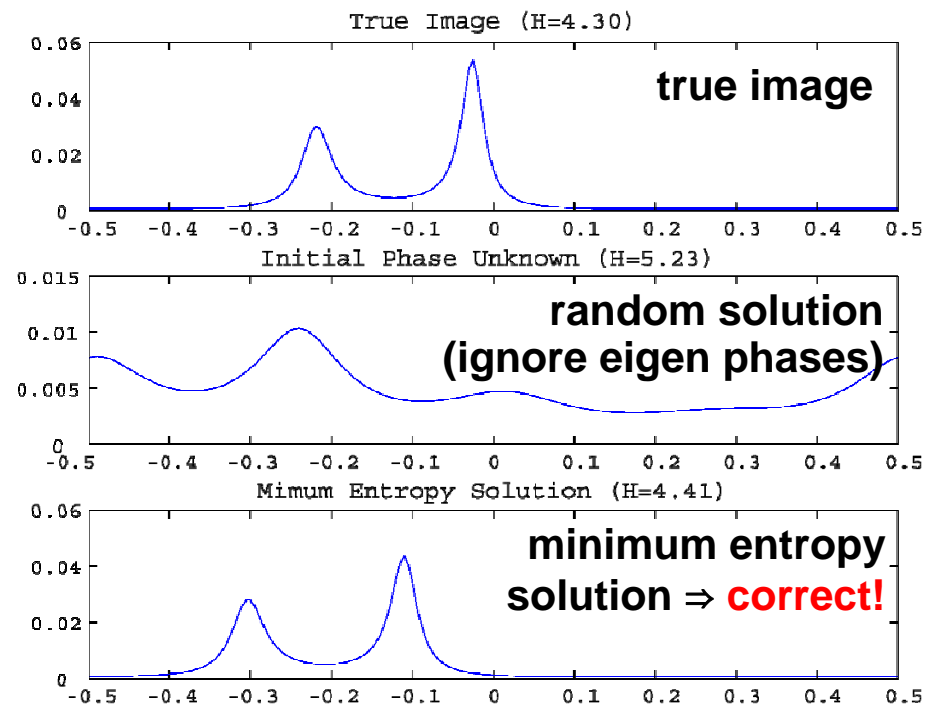 True Image (H=4.30)
0.06
true image
0.04
0.02
0
-0.5 -0.4 -0.3 -0.2 -0.1 0 0.1 0.2 0.3 0.4 0.5
Initial Phase Unknown (H=5.23)
0.015
random solution
0.01
(ignore eigen phases)
0.005
0
-0.5 -0.4 -0.3 -0.2 -0.1 0 0.1 0.2 0.3 0.4 0.5
Mimum Entropy Solution (H=4.41)
0.06
minimum entropy
0.04
solution ⇒ correct!
0.02
0
-0.5 -0.4 -0.3 -0.2 -0.1 0 0.1 0.2 0.3 0.4 0.5